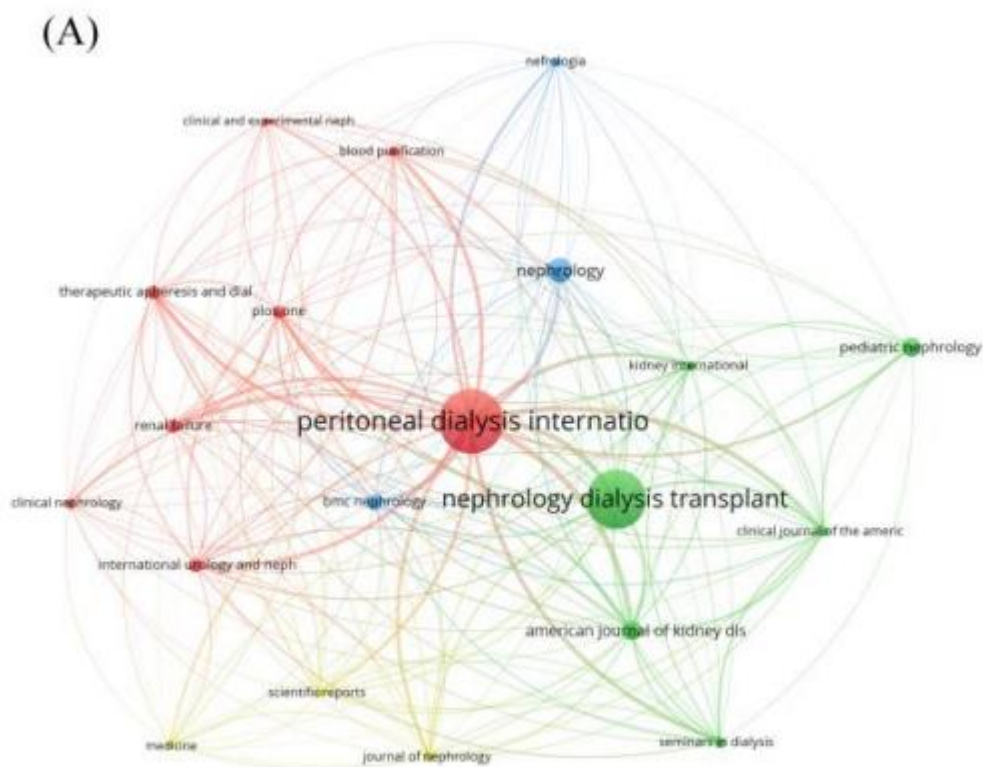 (A)
nefrologia
clinical and experimental neph
blood purification
nephrology
therapeutic apheresis and dial
plos one
pediatric nephrology
kidney international
peritoneal dialysis internatio
renal failure
nephrology dialysis transplant
bmc nephrology
clinical nephrology
clinical journal of the americ
international urology and neph
american journal of kidney dis
scientific reports
medicine
journal of nephrology
seminars in dialysis